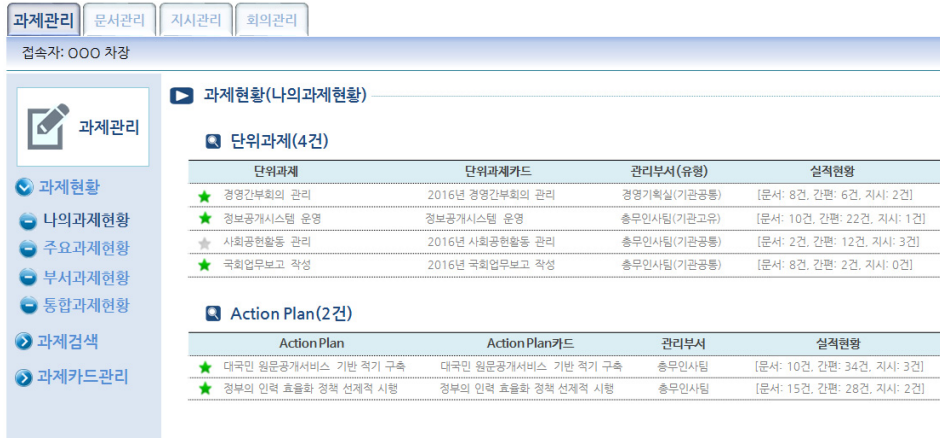 과제관리 문서관리 지시관리 회의관리
접속자: OOO 차장
과제관리
과제현황
나의과제현황
주요과제현황
부서과제현황
통합과제현황
과제검색
과제카드관리
과제현황(나의과제현황)
단위과제(4건)
단위과제 단위과제카드 관리부서(유형) 실적현황
경영간부회의 관리 2016년 경영간부회의 관리 경영기획실(기관공통) [문서: 8건, 간편: 6건, 지시: 2건]
정보공개시스템 운영 정보공개시스템 운영 총무인사팀(기관고유) [문서: 10건, 간편: 22건, 지시: 1건]
사회공헌활동 관리 2016년 사회공헌활동 관리 총무인사팀(기관공통) [문서: 2건, 간편: 12건, 지시: 3건]
국회업무보고 작성 2016년 국회업무보고 작성 총무인사팀(기관공통) [문서: 8건, 간편: 2건, 지시: 0건]
Action Plan(2건)
Action Plan Action Plan카드 관리부서 실적현황
대국민 원문공개서비스 기반 적기 구축 대국민 원문공개서비스 기반 적기 구축 총무인사팀 [문서: 10건, 간편: 34건, 지시: 3건]
정부의 인력 효율화 정책 선제적 시행 정부의 인력 효율화 정책 선제적 시행 총무인사팀 [문서: 15건, 간편: 28건, 지시: 2건]